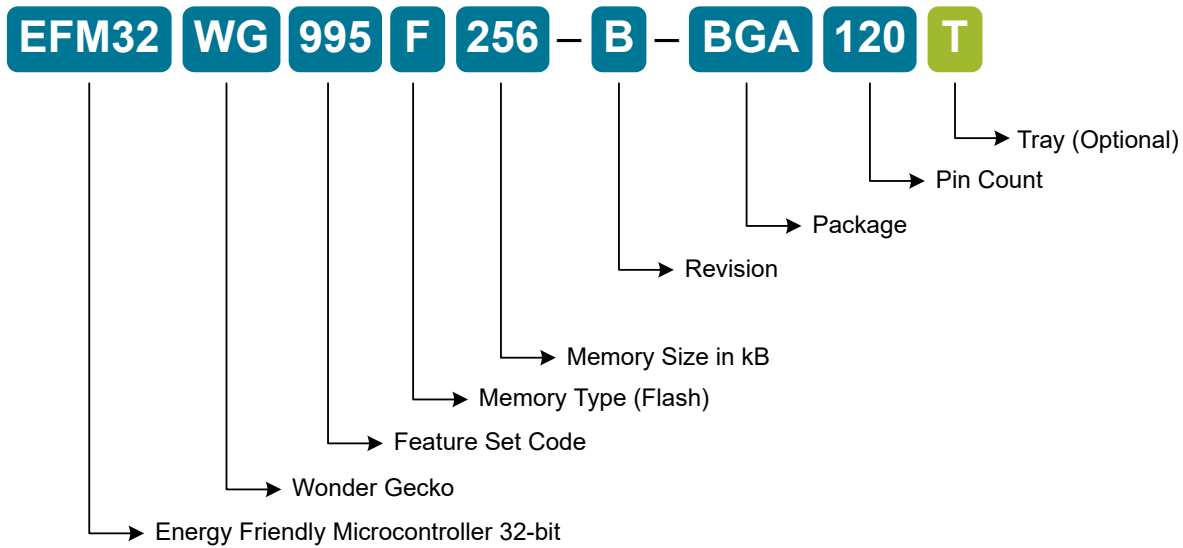 EFM32 WG 995 F 256 – B – BGA 120 T
Tray (Optional)
Pin Count
Package
Revision
Memory Size in kB
Memory Type (Flash)
Feature Set Code
Wonder Gecko
Energy Friendly Microcontroller 32-bit